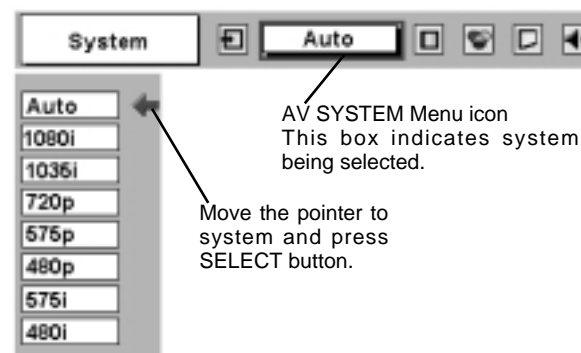 System
Auto
AV SYSTEM Menu icon
This box indicates system
being selected.
Auto
1080i
1035i
720p
575p
480p
575i
480i
Move the pointer to
system and press
SELECT button.